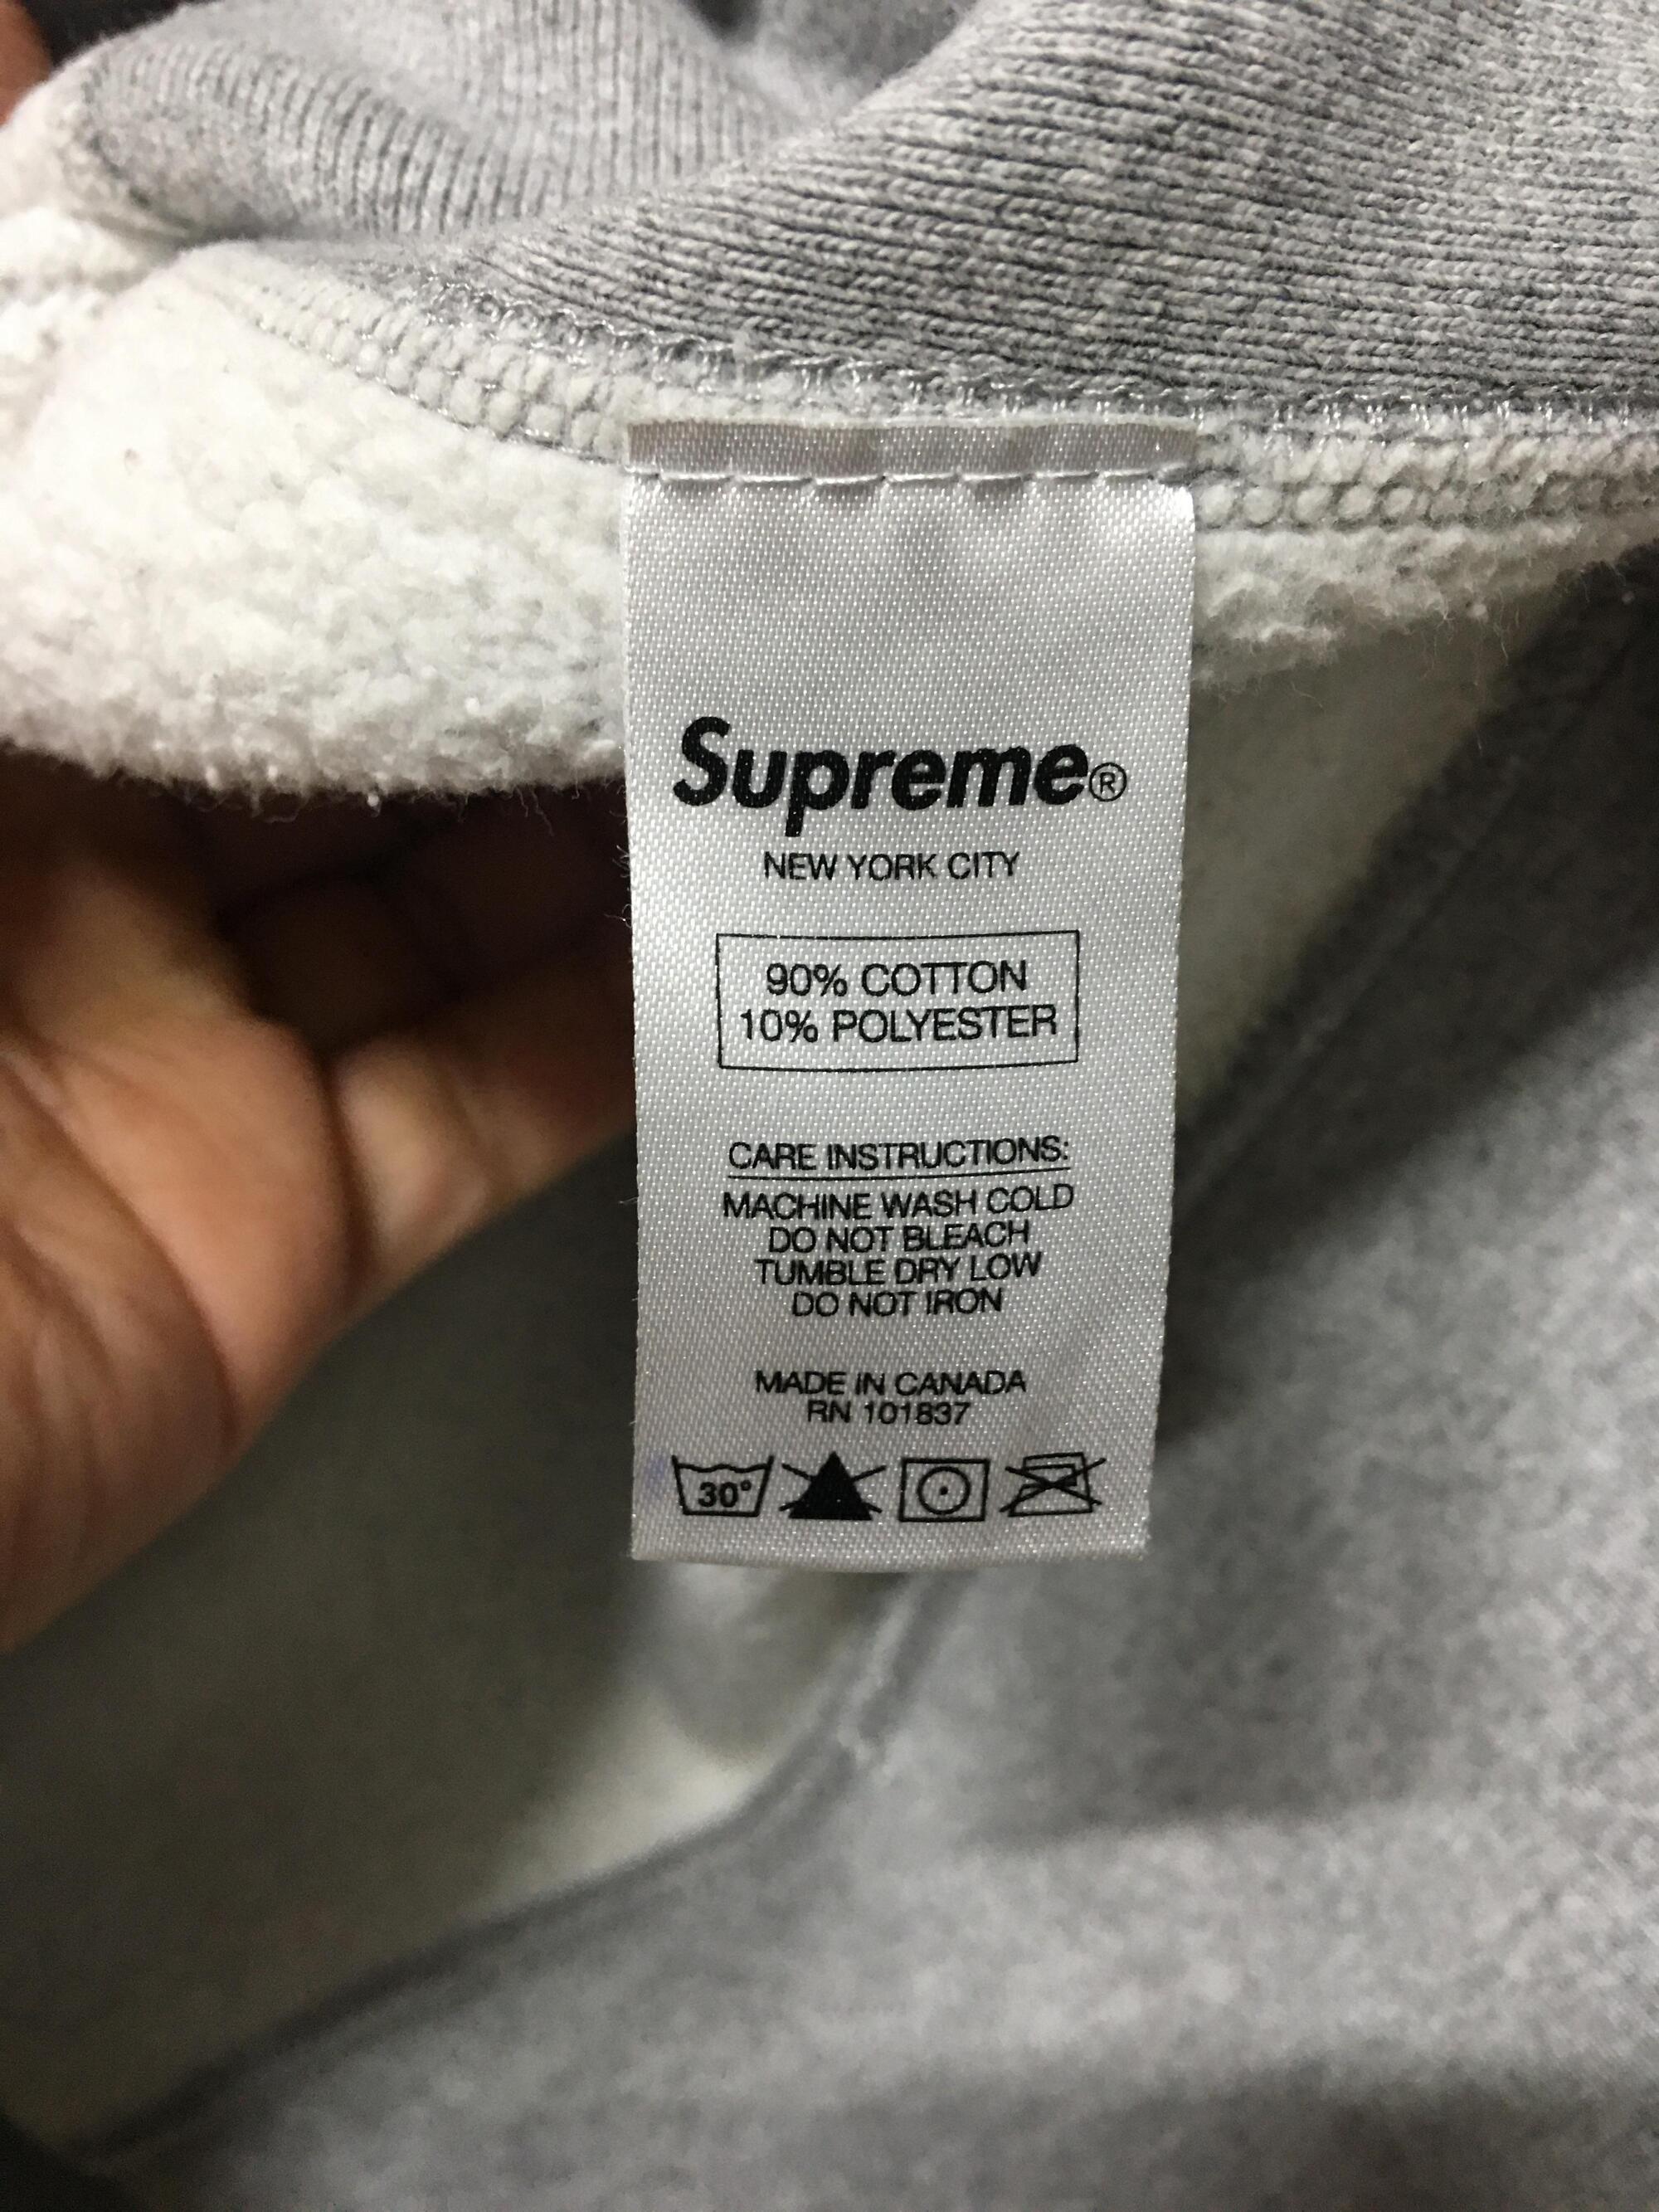 Supreme®
NEW YORK CITY
90% COTTON
10% POLYESTER
CARE INSTRUCTIONS:
MACHINE WASH COLD
DO NOT BLEACH
TUMBLE DRY LOW
DO NOT IRON
MADE IN CANADA
RN 101837
30°